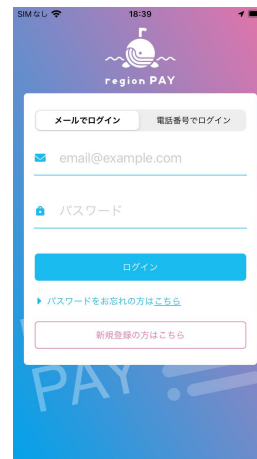 SIMなし
18:39
region PAY
メールでログイン
電話番号でログイン
email@example.com
パスワード
ログイン
パスワードをお忘れの方はこちら
新規登録の方はこちら
PAY